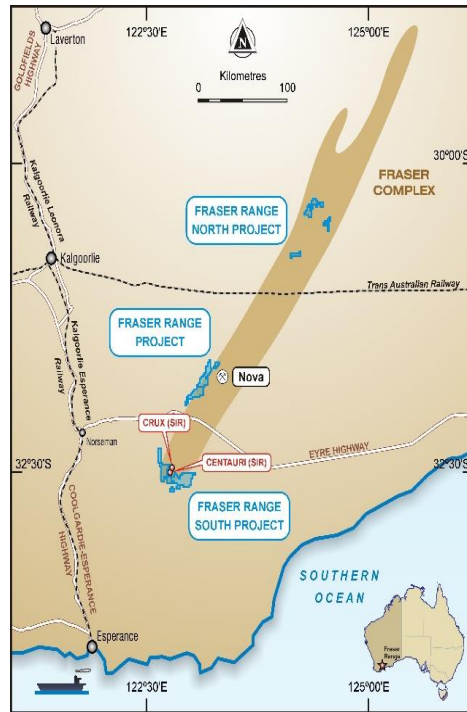 122°30'E
125°00'E
Laverton
GOLDFIELDS
HIGHWAY
Kilometres
0
100
30°00'S
FRASER
COMPLEX
Kalgoorlie Leonora
Railway
FRASER RANGE
NORTH PROJECT
Kalgoorlie
Trans Australian Railway
FRASER RANGE
PROJECT
Kalgoorlie Esperance
Railway
Nova
CRUX (SIR)
Norseman
CENTAURI (SIR)
EYRE HIGHWAY
32°30'S
32°30'S
FRASER RANGE
SOUTH PROJECT
COOLGARDIE-ESPERANCE
HIGHWAY
SOUTHERN
OCEAN
Esperance
Fraser
Range
122°30'E
125°00'E